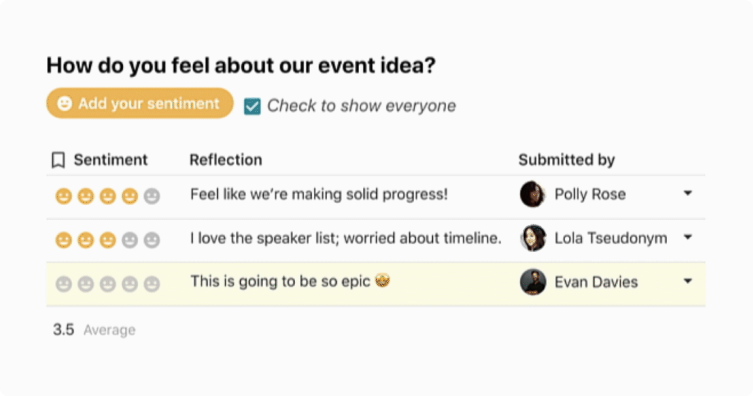 How do you feel about our event idea?
Add your sentiment Check to show everyone
Sentiment Reflection Submitted by
Feel like we're making solid progress! Polly Rose
I love the speaker list; worried about timeline. Lola Tseudonym
This is going to be so epic 🤩 Evan Davies
3.5 Average